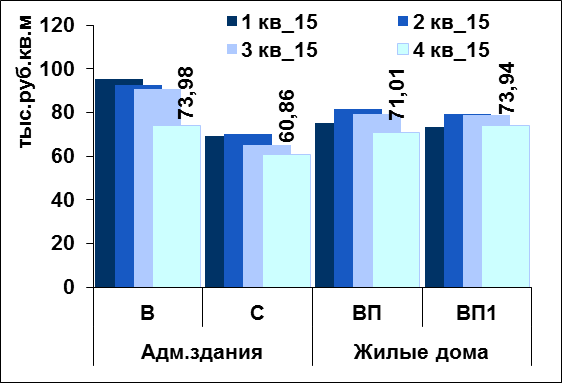 тыс.руб.кв.м
120
100
80
60
40
20
0
1 кв_15
2 кв_15
3 кв_15
4 кв_15
73,98
60,86
71,01
73,94
В
С
ВП
ВП1
Адм.здания
Жилые дома